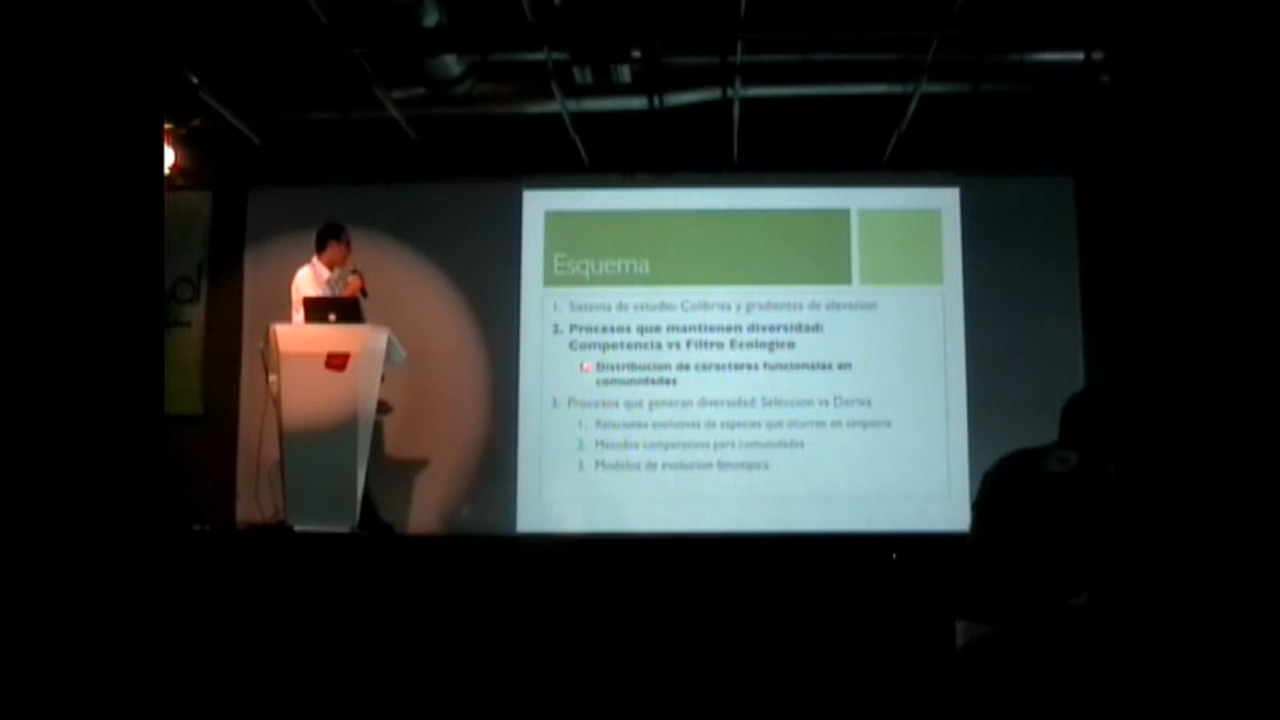 Esquema
1. Sistema de estudio: Colibries y gradientes de elevacion
2. Procesos que mantienen diversidad:
Competencia vs Filtro Ecologico
Distribucion de caracteres funcionales en
comunidades
3. Procesos que generan diversidad: Seleccion vs Deriva
1. Relaciones evolutivas de especies que ocurren en simpatria
2. Metodos comparativos para comunidades
3. Modelos de evolucion fenotipica